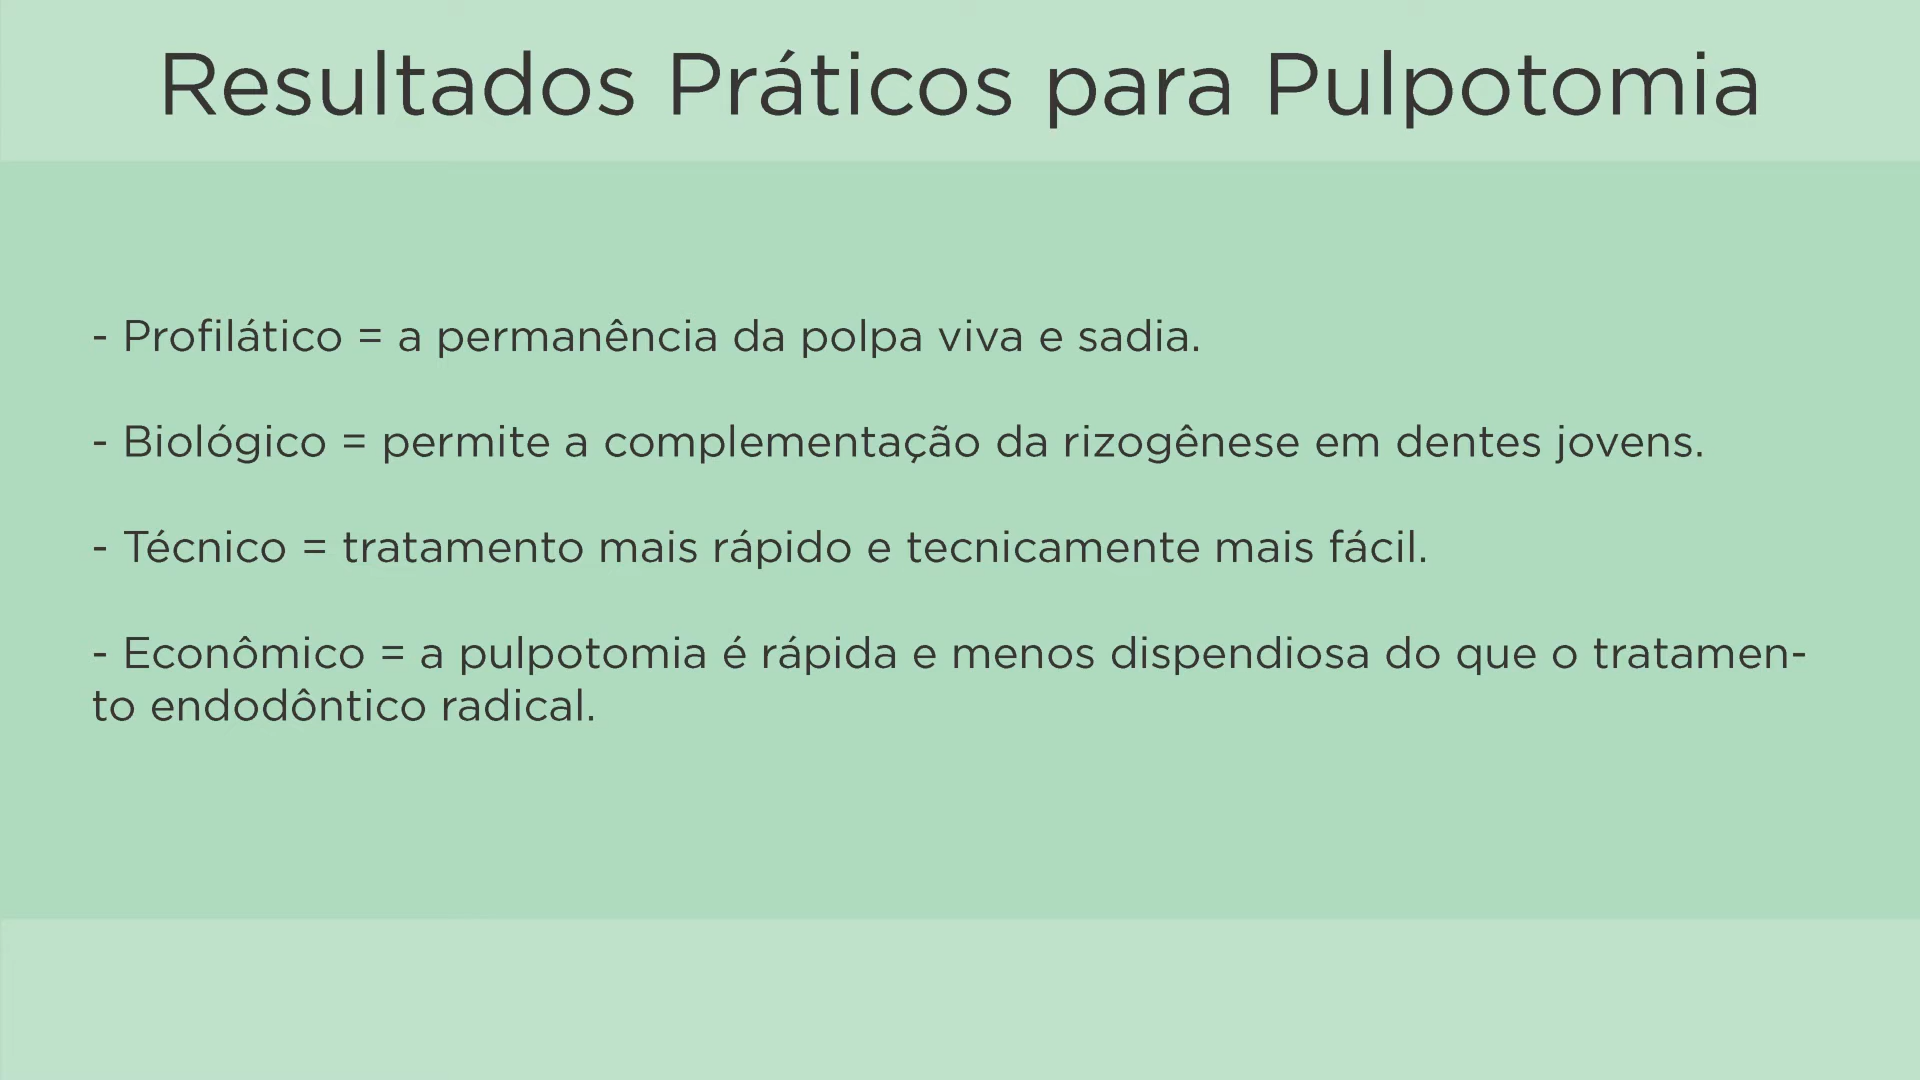 Resultados Práticos para Pulpotomia
- Profilático = a permanência da polpa viva e sadia.
- Biológico = permite a complementação da rizogênese em dentes jovens.
- Técnico = tratamento mais rápido e tecnicamente mais fácil.
- Econômico = a pulpotomia é rápida e menos dispendiosa do que o tratamen-
to endodôntico radical.